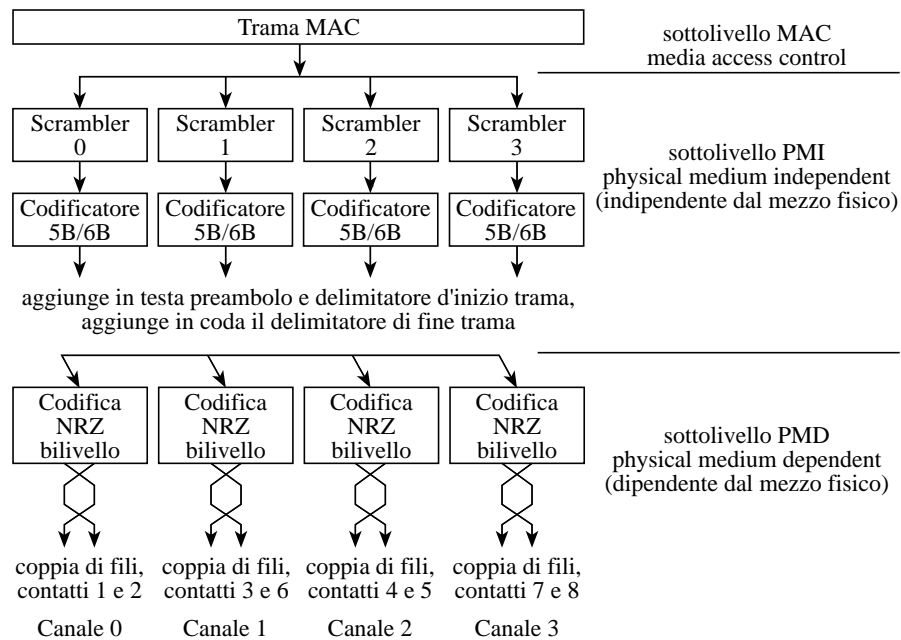 Trama MAC
sottolivello MAC
media access control
Scrambler
0
Scrambler
1
Scrambler
2
Scrambler
3
sottolivello PMI
physical medium independent
(indipendente dal mezzo fisico)
Codificatore
5B/6B
Codificatore
5B/6B
Codificatore
5B/6B
Codificatore
5B/6B
aggiunge in testa preambolo e delimitatore d'inizio trama,
aggiunge in coda il delimitatore di fine trama
Codifica
NRZ
bilivello
Codifica
NRZ
bilivello
Codifica
NRZ
bilivello
Codifica
NRZ
bilivello
sottolivello PMD
physical medium dependent
(dipendente dal mezzo fisico)
coppia di fili,
contatti 1 e 2
coppia di fili,
contatti 3 e 6
coppia di fili,
contatti 4 e 5
coppia di fili,
contatti 7 e 8
Canale 0
Canale 1
Canale 2
Canale 3